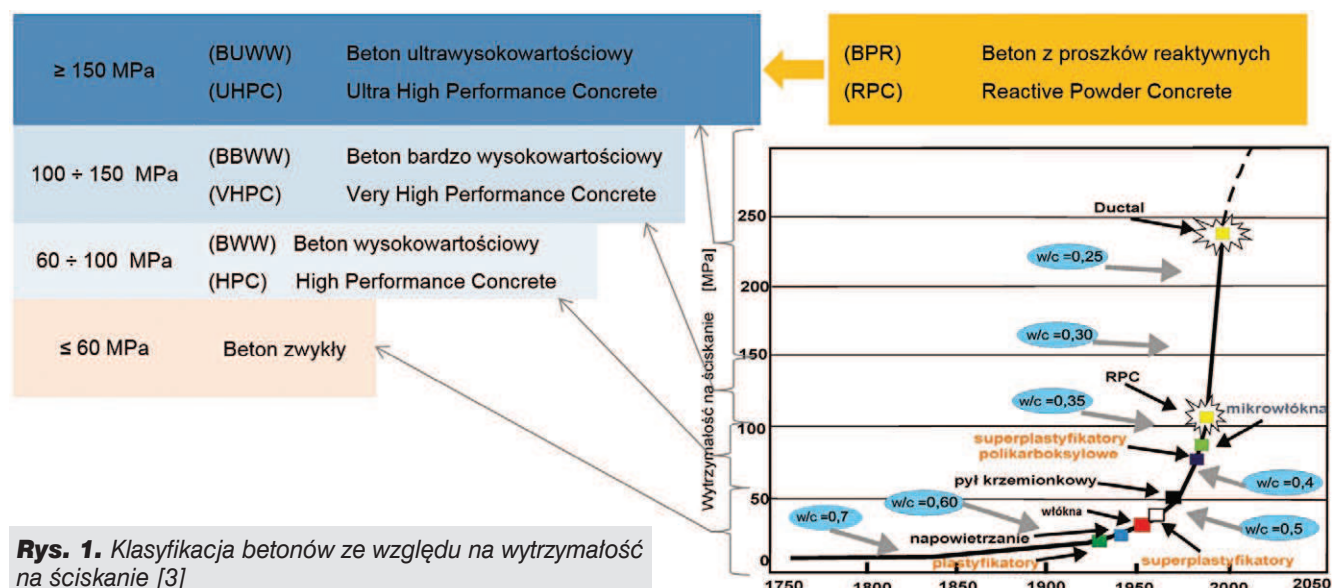 ≥ 150 MPa
(BUWW) Beton ultrawysokowartościowy
(UHPC) Ultra High Performance Concrete
(BPR) Beton z proszków reaktywnych
(RPC) Reactive Powder Concrete
100 ÷ 150 MPa
(BBWW) Beton bardzo wysokowartościowy
(VHPC) Very High Performance Concrete
60 ÷ 100 MPa
(BWW) Beton wysokowartościowy
(HPC) High Performance Concrete
≤ 60 MPa
Beton zwykły
Wytrzymałość na ściskanie [MPa]
250
200
150
100
50
0
Ductal
w/c =0,25
w/c =0,30
RPC
w/c =0,35
mikrowłókna
superplastyfikatory
polikarboksylowe
pył krzemionkowy
w/c =0,4
w/c =0,60
w/c =0,7
włókna
w/c =0,5
napowietrzanie
plastyfikatory
superplastyfikatory
1750 1800 1850 1900 1950 2000 2050
Rys. 1. Klasyfikacja betonów ze względu na wytrzymałość
na ściskanie [3]